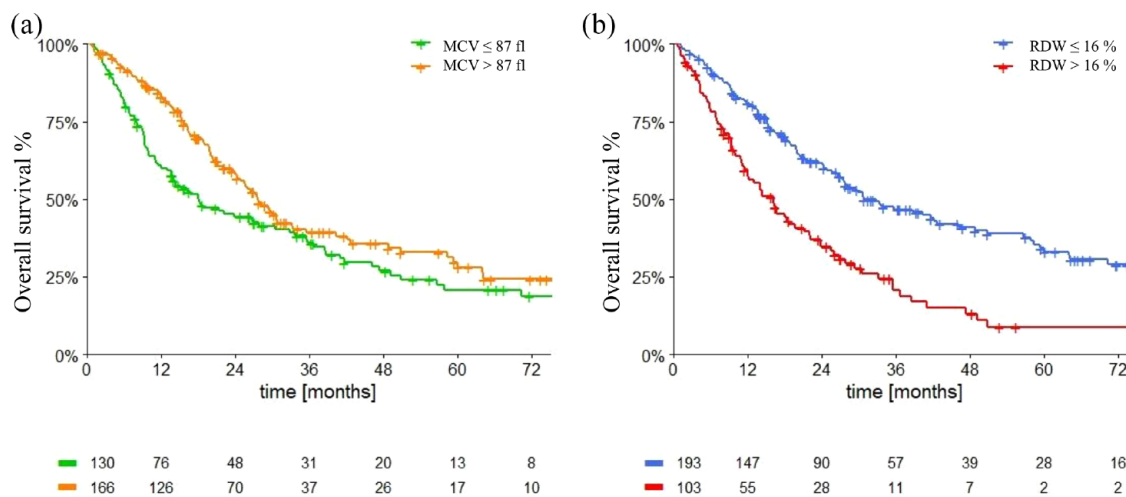 (a)
MCV ≤ 87 fl
MCV > 87 fl
Overall survival %
100%
75%
50%
25%
0%
0 12 24 36 48 60 72
time [months]
130 76 48 31 20 13 8
166 126 70 37 26 17 10
(b)
RDW ≤ 16 %
RDW > 16 %
Overall survival %
100%
75%
50%
25%
0%
0 12 24 36 48 60 72
time [months]
193 147 90 57 39 28 16
103 55 28 11 7 2 2